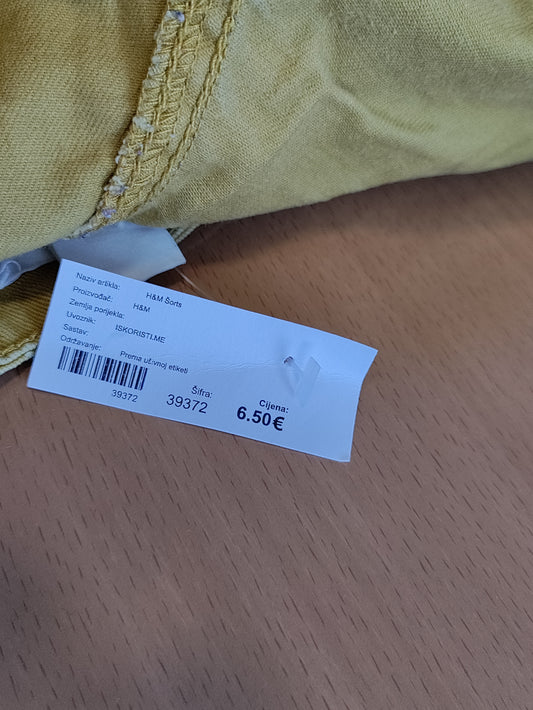 Naziv artikla: H&M Šorts
Proizvođač: H&M
Zemlja porijekla:
Uvoznik: ISKORISTI.ME
Sastav:
Održavanje: Prema ušivnoj etiketi
39372
Šifra:
39372
Cijena:
6.50€